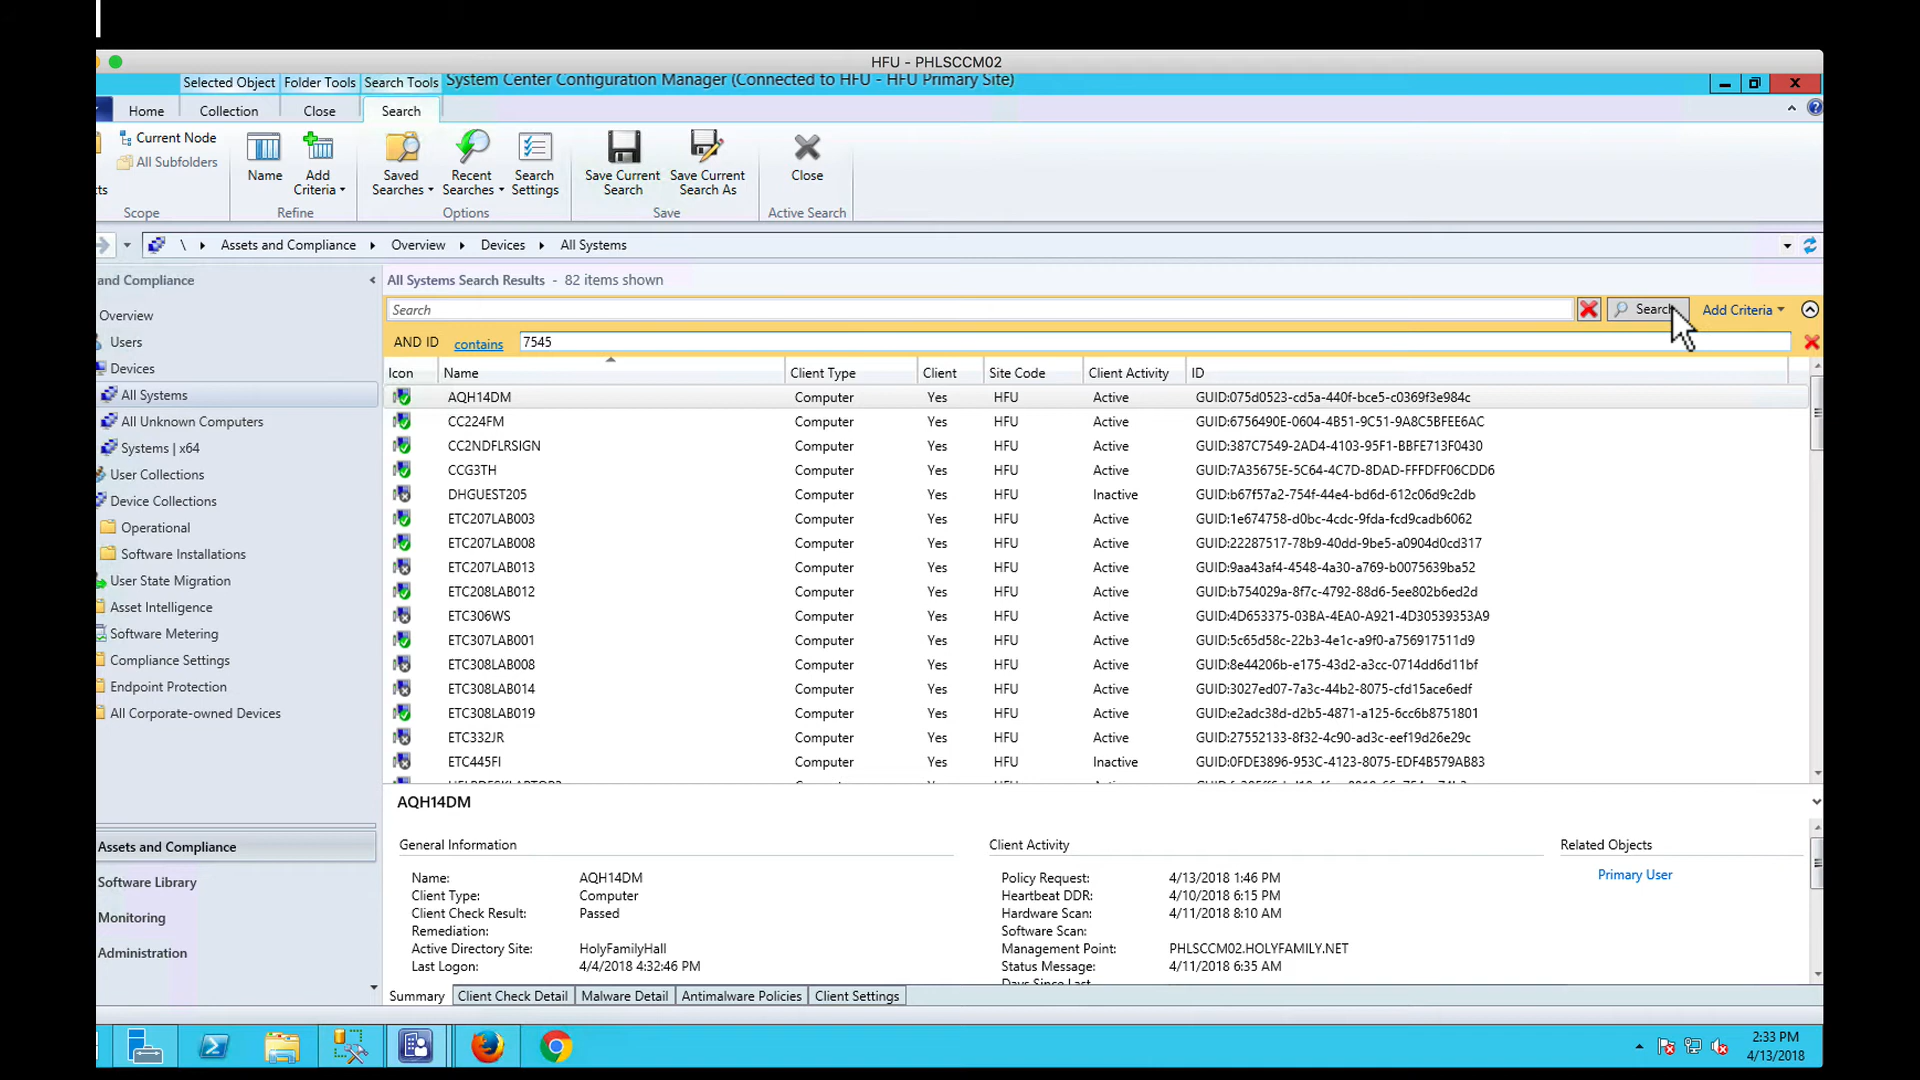 HFU - PHLSCCM02
Selected Object Folder Tools Search Tools System Center Configuration Manager (Connected to HFU - HFU Primary Site)
Home Collection Close Search
Current Node
All Subfolders
cts
Scope
Name
Add Criteria
Refine
Saved Searches
Recent Searches
Search Settings
Options
Save Current Search
Save Current Search As
Save
Close
Active Search
\ Assets and Compliance Overview Devices All Systems
and Compliance
Overview
Users
Devices
All Systems
All Unknown Computers
Systems | x64
User Collections
Device Collections
Operational
Software Installations
User State Migration
Asset Intelligence
Software Metering
Compliance Settings
Endpoint Protection
All Corporate-owned Devices
Assets and Compliance
Software Library
Monitoring
Administration
All Systems Search Results - 82 items shown
Search Search Add Criteria
AND ID contains 7545
Icon Name Client Type Client Site Code Client Activity ID
AQH14DM Computer Yes HFU Active GUID:075d0523-cd5a-440f-bce5-c0369f3e984c
CC224FM Computer Yes HFU Active GUID:6756490E-0604-4B51-9C51-9A8C5BFEE6AC
CC2NDFLRSIGN Computer Yes HFU Active GUID:387C7549-2AD4-4103-95F1-BBFE713F0430
CCG3TH Computer Yes HFU Active GUID:7A35675E-5C64-4C7D-8DAD-FFFDFF06CDD6
DHGUEST205 Computer Yes HFU Inactive GUID:b67f57a2-754f-44e4-bd6d-612c06d9c2db
ETC207LAB003 Computer Yes HFU Active GUID:1e674758-d0bc-4cdc-9fda-fcd9cadb6062
ETC207LAB008 Computer Yes HFU Active GUID:22287517-78b9-40dd-9be5-a0904d0cd317
ETC207LAB013 Computer Yes HFU Active GUID:9aa43af4-4548-4a30-a769-b0075639ba52
ETC208LAB012 Computer Yes HFU Active GUID:b754029a-8f7c-4792-88d6-5ee802b6ed2d
ETC306WS Computer Yes HFU Active GUID:4D653375-03BA-4EA0-A921-4D30539353A9
ETC307LAB001 Computer Yes HFU Active GUID:5c65d58c-22b3-4e1c-a9f0-a756917511d9
ETC308LAB008 Computer Yes HFU Active GUID:8e44206b-e175-43d2-a3cc-0714dd6d11bf
ETC308LAB014 Computer Yes HFU Active GUID:3027ed07-7a3c-44b2-8075-cfd15ace6edf
ETC308LAB019 Computer Yes HFU Active GUID:e2adc38d-d2b5-4871-a125-6cc6b8751801
ETC332JR Computer Yes HFU Active GUID:27552133-8f32-4c90-ad3c-eef19d26e29c
ETC445FI Computer Yes HFU Inactive GUID:0FDE3896-953C-4123-8075-EDF4B579AB83
AQH14DM
General Information
Name: AQH14DM
Client Type: Computer
Client Check Result: Passed
Remediation:
Active Directory Site: HolyFamilyHall
Last Logon: 4/4/2018 4:32:46 PM
Client Activity
Policy Request: 4/13/2018 1:46 PM
Heartbeat DDR: 4/10/2018 6:15 PM
Hardware Scan: 4/11/2018 8:10 AM
Software Scan:
Management Point: PHLSCCM02.HOLYFAMILY.NET
Status Message: 4/11/2018 6:35 AM
Days Since Last
Related Objects
Primary User
Summary Client Check Detail Malware Detail Antimalware Policies Client Settings
2:33 PM
4/13/2018